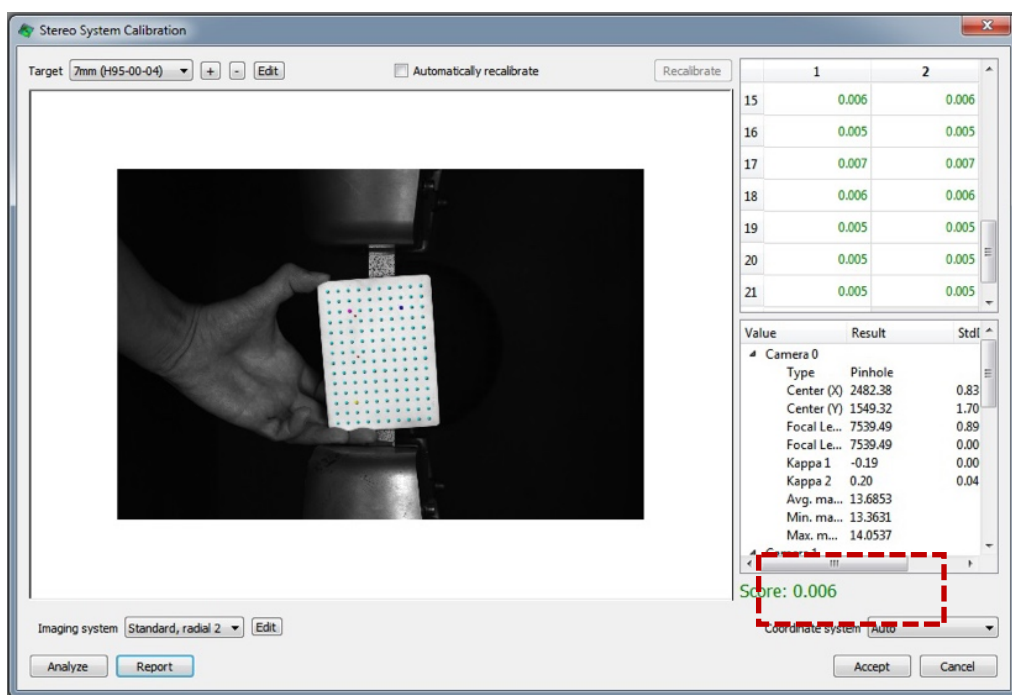 Stereo System Calibration
Target 7mm (H95-00-04) + - Edit Automatically recalibrate Recalibrate
1 2
15 0.006 0.006
16 0.005 0.005
17 0.007 0.007
18 0.006 0.006
19 0.005 0.005
20 0.005 0.005
21 0.005 0.005
Value Result StdD
Camera 0
Type Pinhole
Center (X) 2482.38 0.83
Center (Y) 1549.32 1.70
Focal Le... 7539.49 0.89
Focal Le... 7539.49 0.00
Kappa 1 -0.19 0.00
Kappa 2 0.20 0.04
Avg. ma... 13.6853
Min. ma... 13.3631
Max. m... 14.0537
Camera 1
Score: 0.006
Imaging system Standard, radial 2 Edit Coordinate system Auto
Analyze Report Accept Cancel